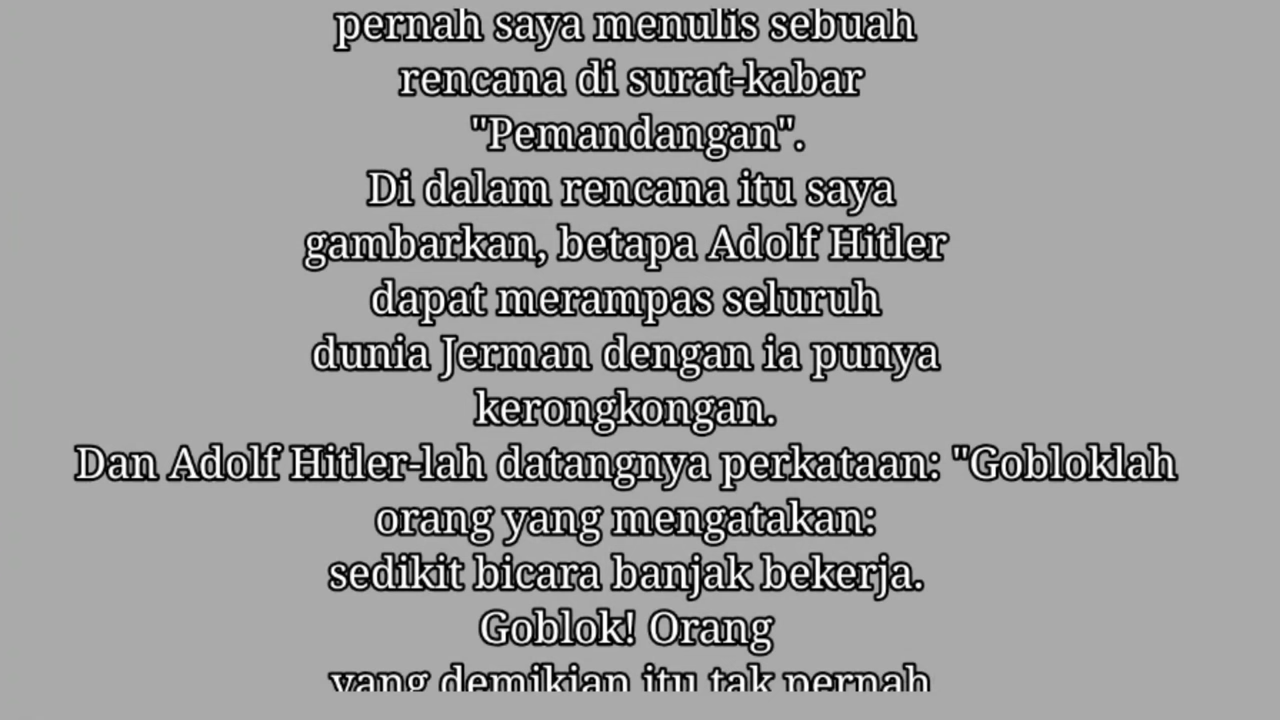 pernah saya menulis sebuah
rencana di surat-kabar
"Pemandangan".
Di dalam rencana itu saya
gambarkan, betapa Adolf Hitler
dapat merampas seluruh
dunia Jerman dengan ia punya
kerongkongan.
Dan Adolf Hitler-lah datangnya perkataan: "Gobloklah
orang yang mengatakan:
sedikit bicara banjak bekerja.
Goblok! Orang
yang demikian itu tak pernah